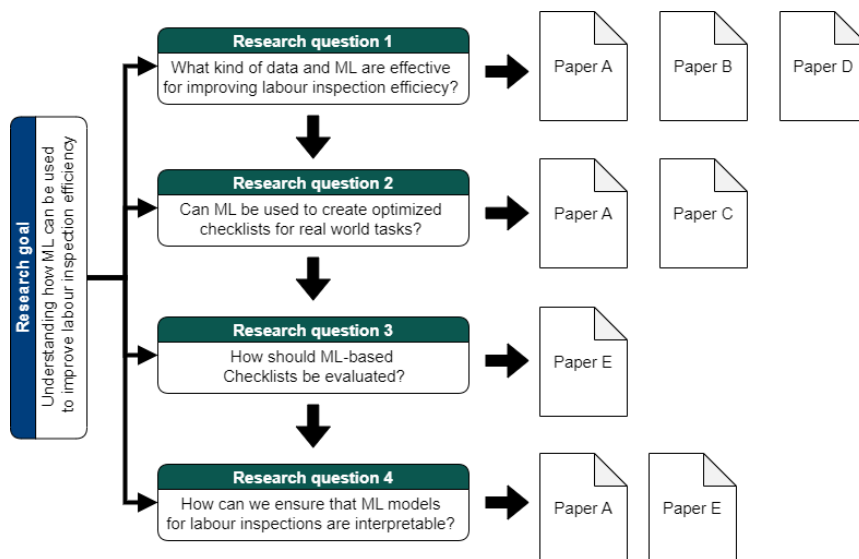 Research goal
Understanding how ML can be used
to improve labour inspection efficiency
Research question 1
What kind of data and ML are effective
for improving labour inspection efficiecy?
Paper A
Paper B
Paper D
Research question 2
Can ML be used to create optimized
checklists for real world tasks?
Paper A
Paper C
Research question 3
How should ML-based
Checklists be evaluated?
Paper E
Research question 4
How can we ensure that ML models
for labour inspections are interpretable?
Paper A
Paper E